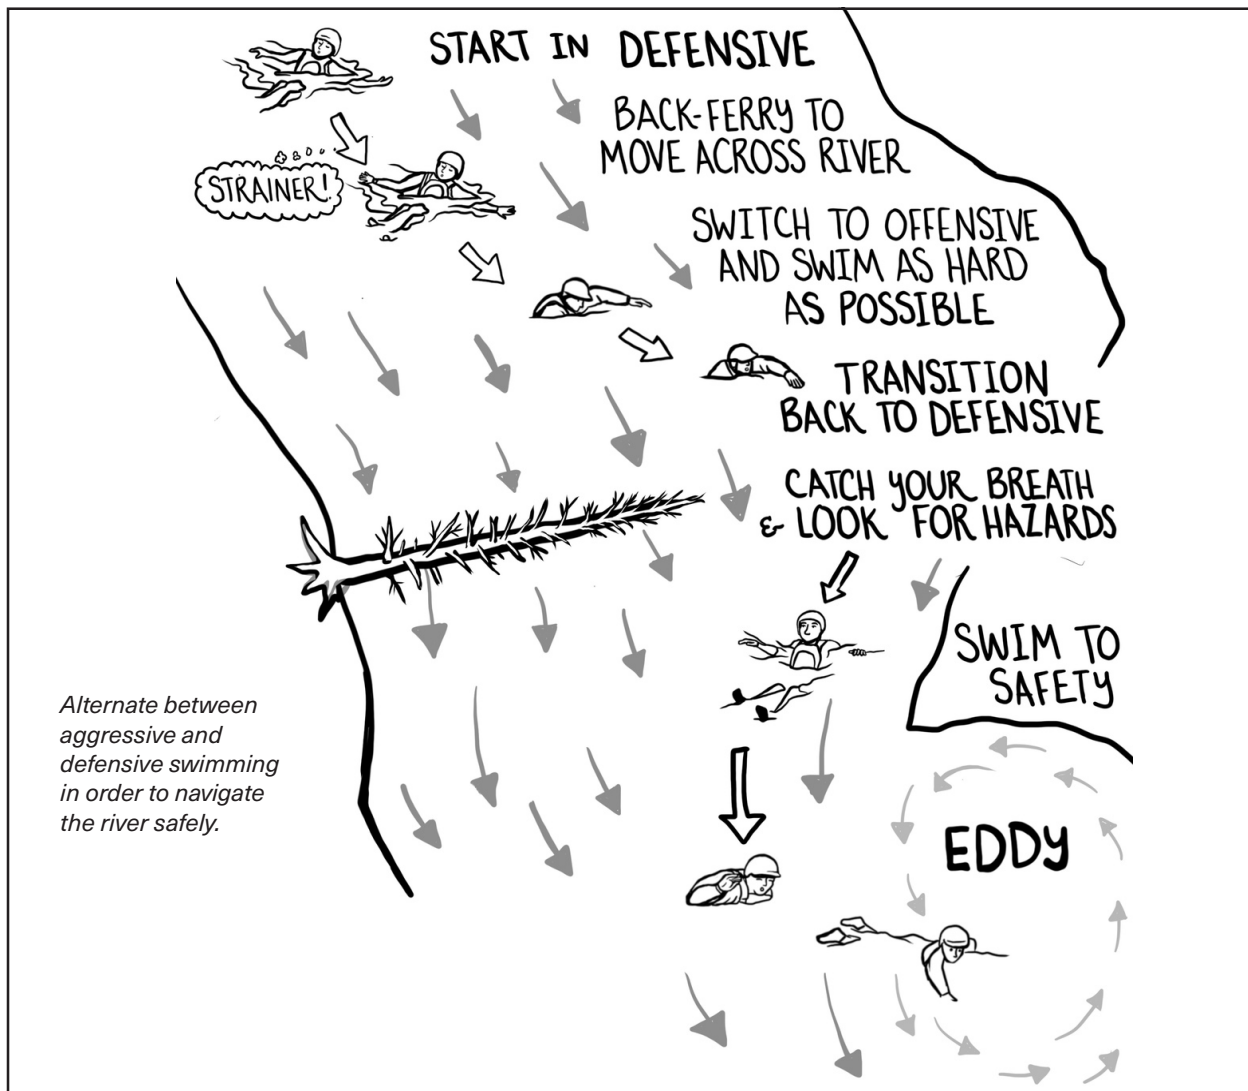 START IN DEFENSIVE
BACK-FERRY TO
MOVE ACROSS RIVER
STRAINER!
SWITCH TO OFFENSIVE
AND SWIM AS HARD
AS POSSIBLE
TRANSITION
BACK TO DEFENSIVE
CATCH YOUR BREATH
& LOOK FOR HAZARDS
SWIM TO
SAFETY
Alternate between
aggressive and
defensive swimming
in order to navigate
the river safely.
EDDY